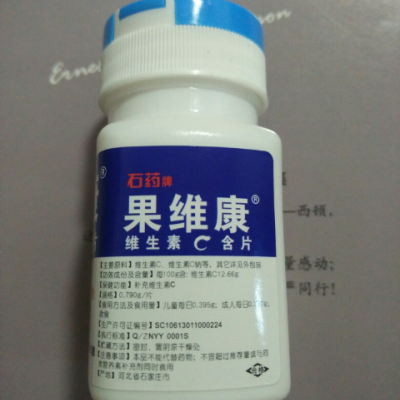 石药牌
果维康®
维生素C含片
【主要原料】维生素C、维生素C钠等，其它详见外包装
【功效成份及含量】每100g含：维生素C12.66g
【保健功能】补充维生素C
【规格】0.790g/片
【食用方法及食用量】儿童每日0.395g；成人每日
【生产许可证编号】SC10613011000224
【执行标准】Q/ZNYY 0001S
【贮藏方法】密封，置阴凉干燥处
【注意事项】本品不能代替药物；不宜超过推荐量或与同
类营养素补充剂同时食用
河北省石家庄市
西顿
量感动；
严同行！